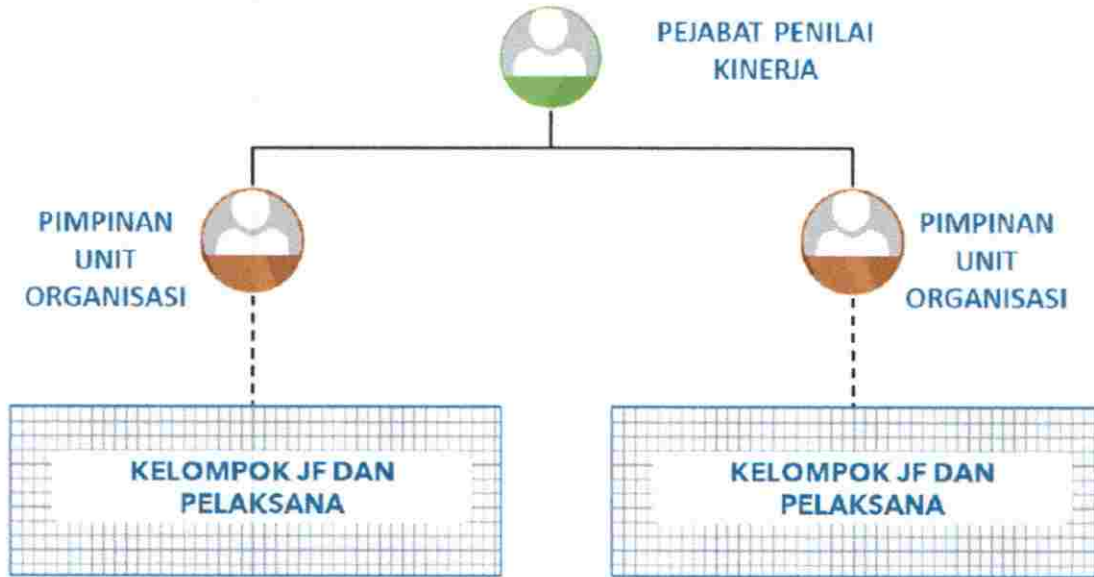 PEJABAT PENILAI
KINERJA
PIMPINAN
UNIT
ORGANISASI
PIMPINAN
UNIT
ORGANISASI
KELOMPOK JF DAN
PELAKSANA
KELOMPOK JF DAN
PELAKSANA